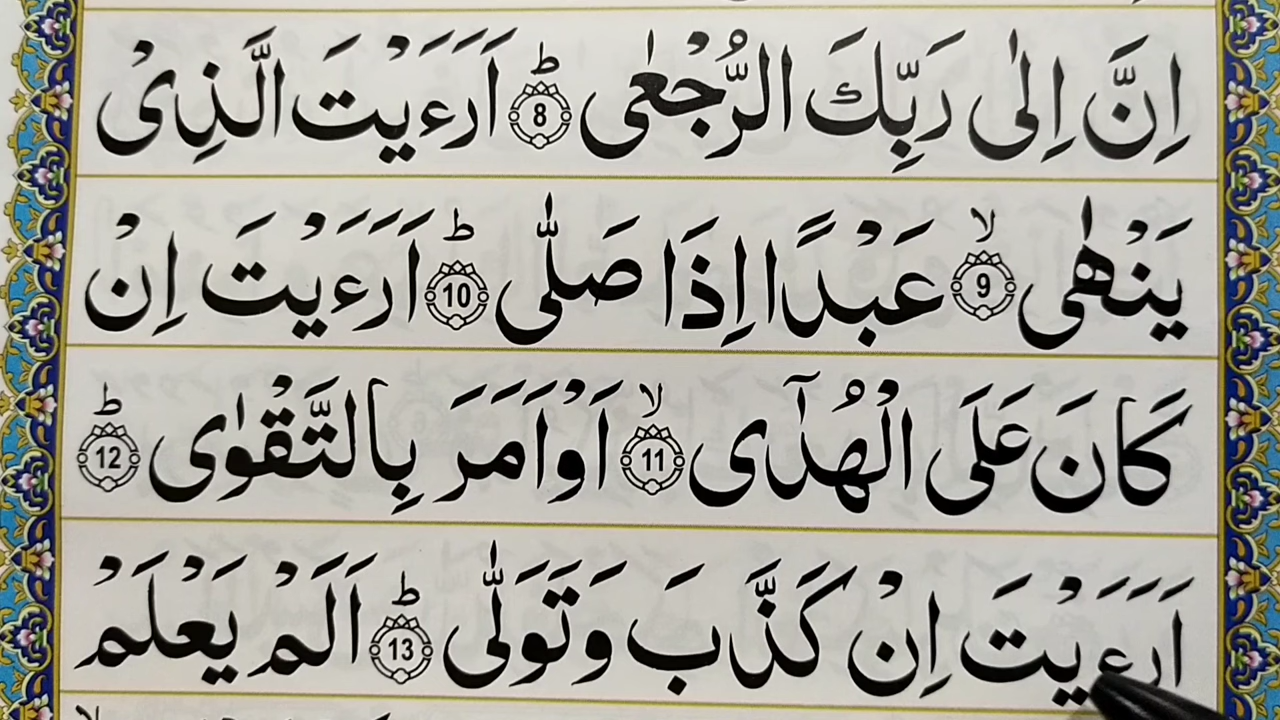 اِنَّ اِلٰى رَبِّكَ الرُّجْعٰى ؕ 8 اَرَءَيْتَ الَّذِىْ
يَنْهٰى ۙ 9 عَبْدًا اِذَا صَلّٰى ؕ 10 اَرَءَيْتَ اِنْ
كَانَ عَلَى الْهُدٰٓى ۙ 11 اَوْ اَمَرَ بِالتَّقْوٰى ؕ 12
اَرَءَيْتَ اِنْ كَذَّبَ وَتَوَلّٰى ؕ 13 اَلَمْ يَعْلَمْ